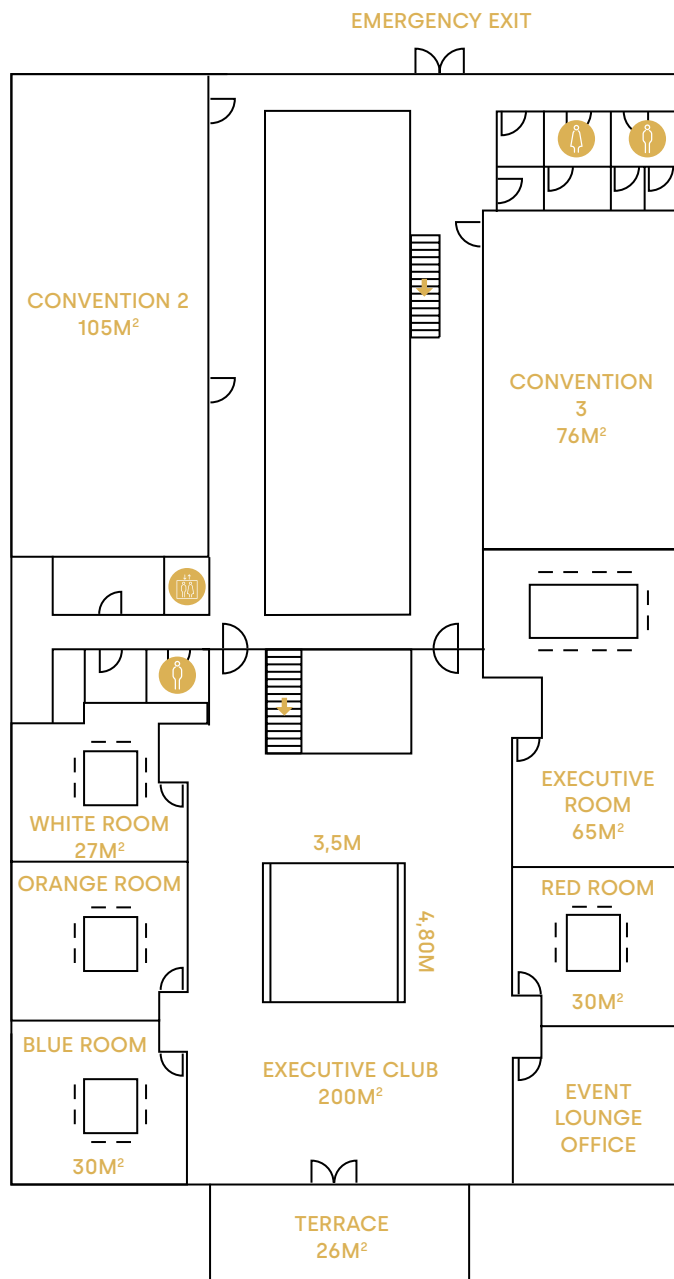 EMERGENCY EXIT
CONVENTION 2
105M²
CONVENTION
3
76M²
EXECUTIVE
ROOM
65M²
WHITE ROOM
27M²
3,5M
ORANGE ROOM
RED ROOM
4,80M
30M²
BLUE ROOM
EXECUTIVE CLUB
200M²
EVENT
LOUNGE
OFFICE
30M²
TERRACE
26M²